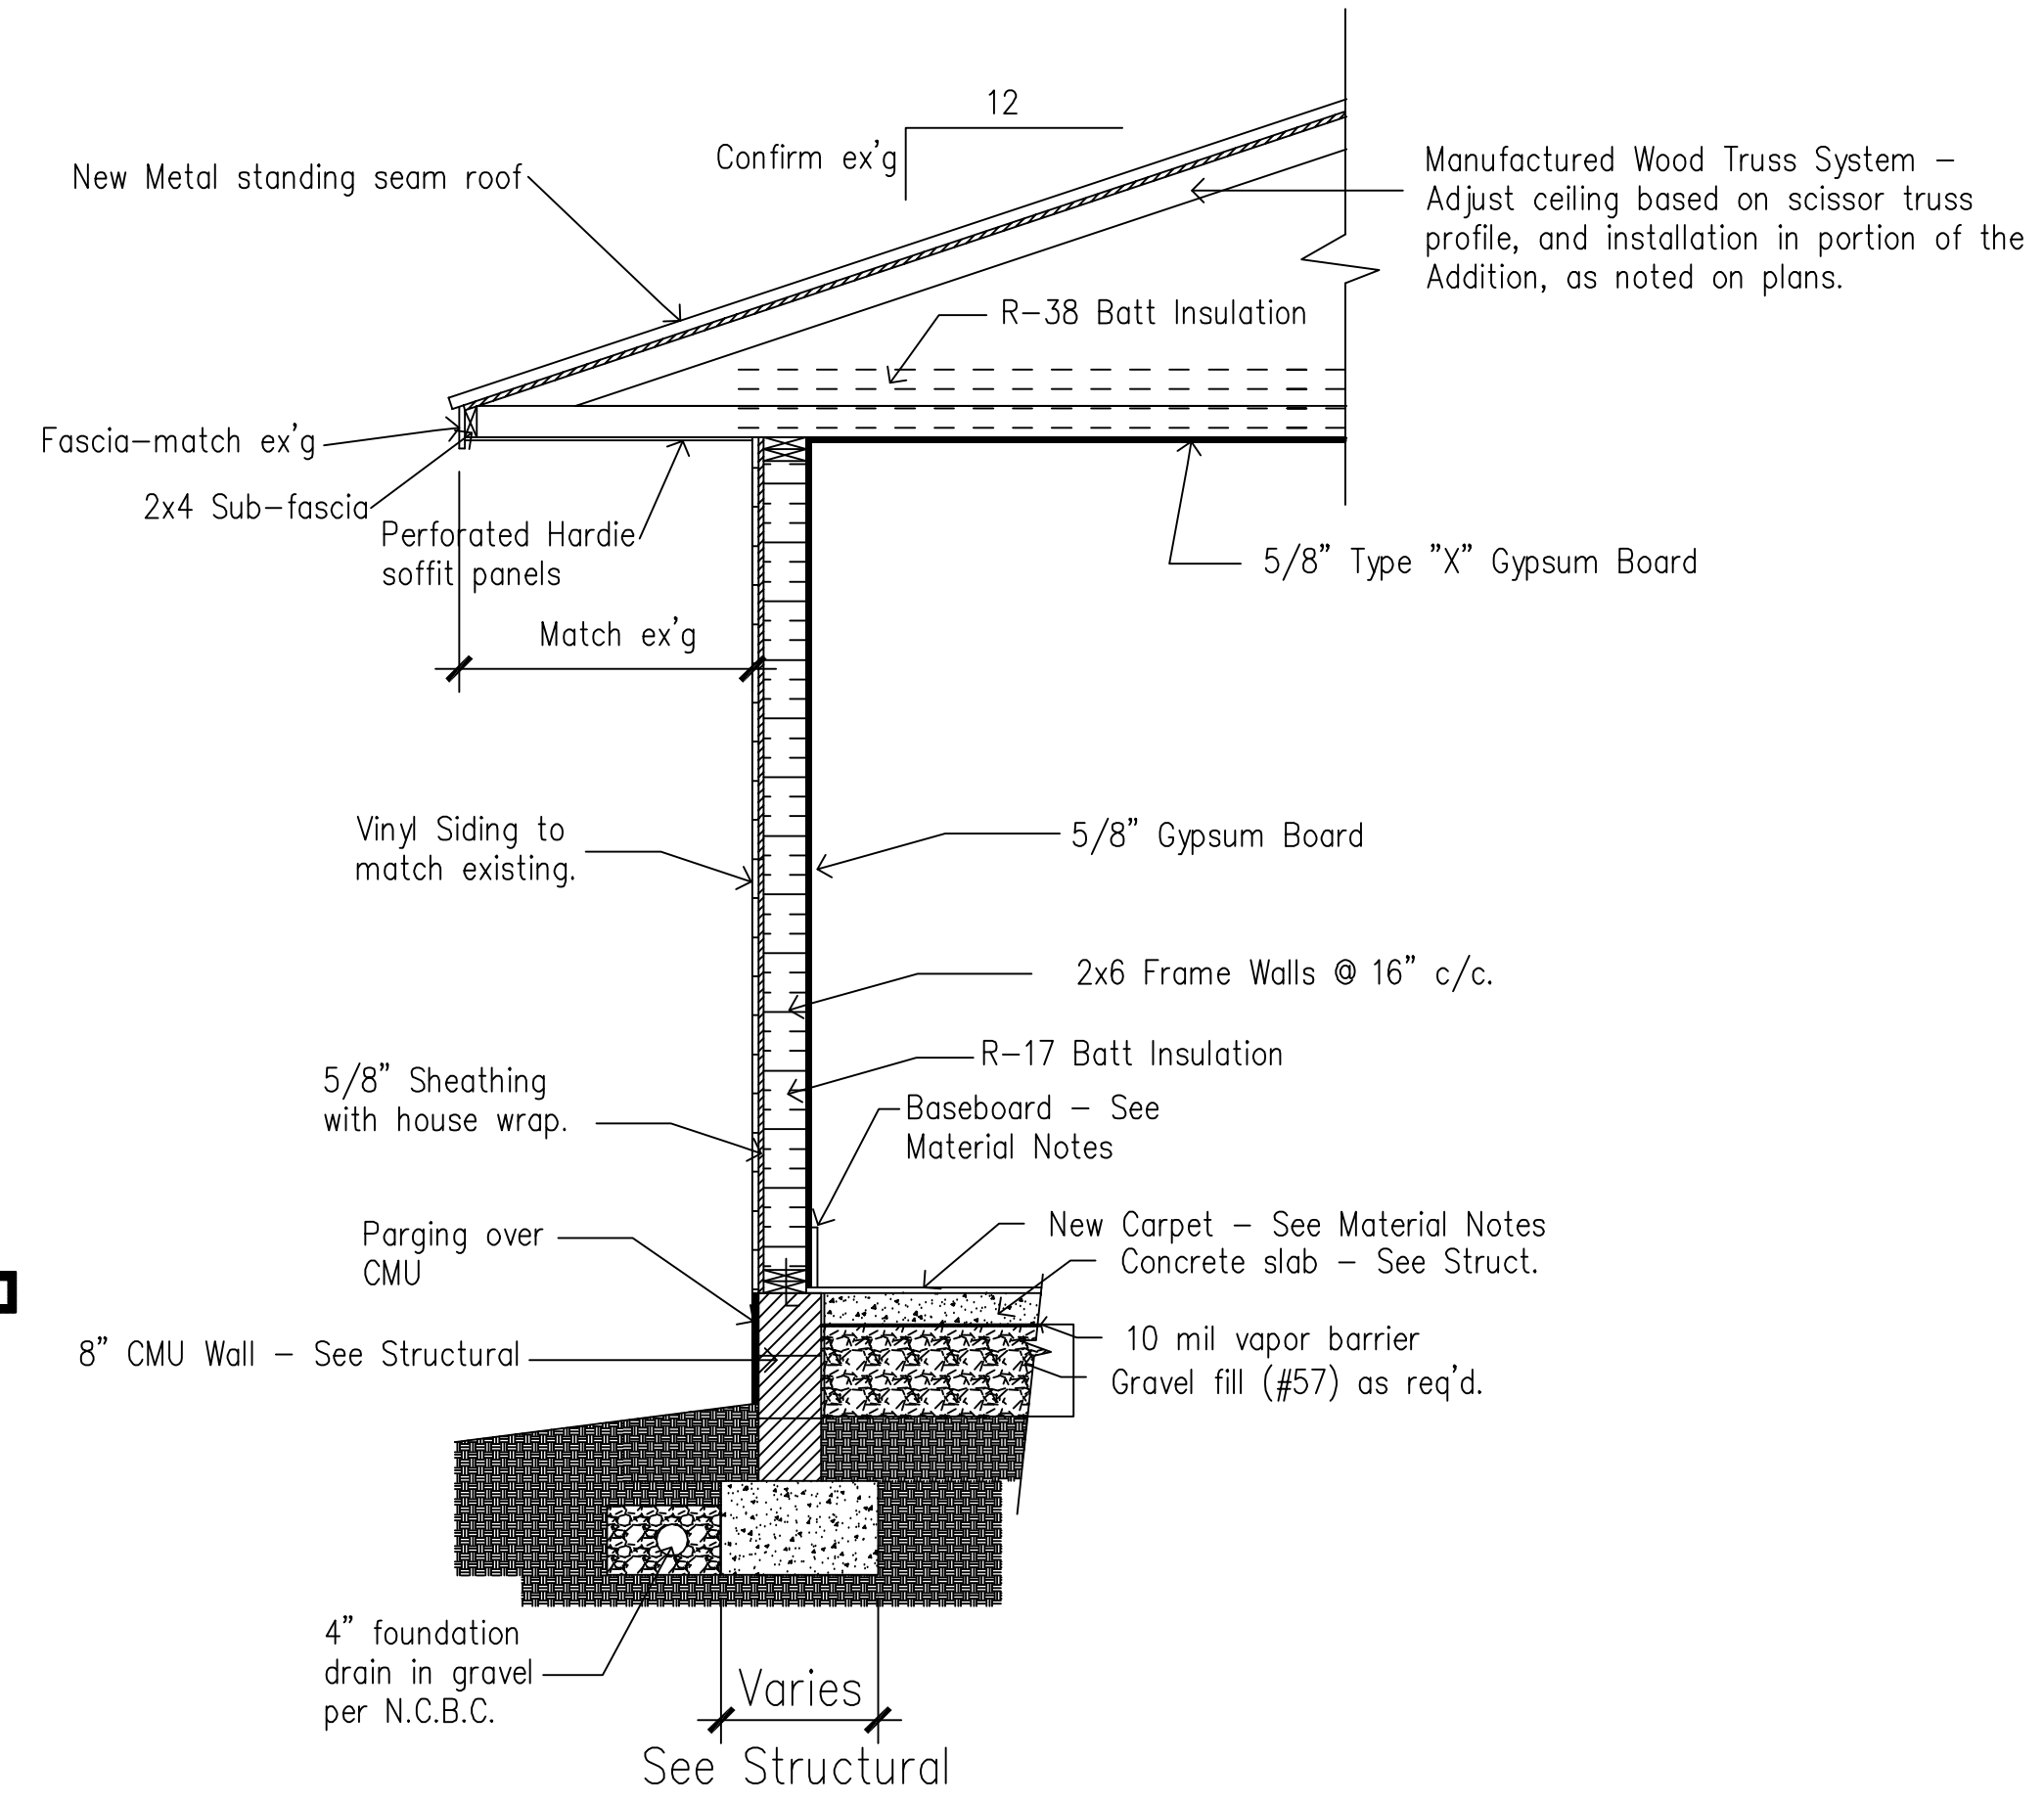 12
Confirm ex'g
New Metal standing seam roof
Manufactured Wood Truss System –
Adjust ceiling based on scissor truss
profile, and installation in portion of the
Addition, as noted on plans.
R–38 Batt Insulation
Fascia–match ex'g
2x4 Sub–fascia
Perforated Hardie
soffit panels
5/8" Type "X" Gypsum Board
Match ex'g
Vinyl Siding to
match existing.
5/8" Gypsum Board
2x6 Frame Walls @ 16" c/c.
R–17 Batt Insulation
5/8" Sheathing
with house wrap.
Baseboard – See
Material Notes
Parging over
CMU
New Carpet – See Material Notes
Concrete slab – See Struct.
8" CMU Wall – See Structural
10 mil vapor barrier
Gravel fill (#57) as req'd.
4" foundation
drain in gravel
per N.C.B.C.
Varies
See Structural